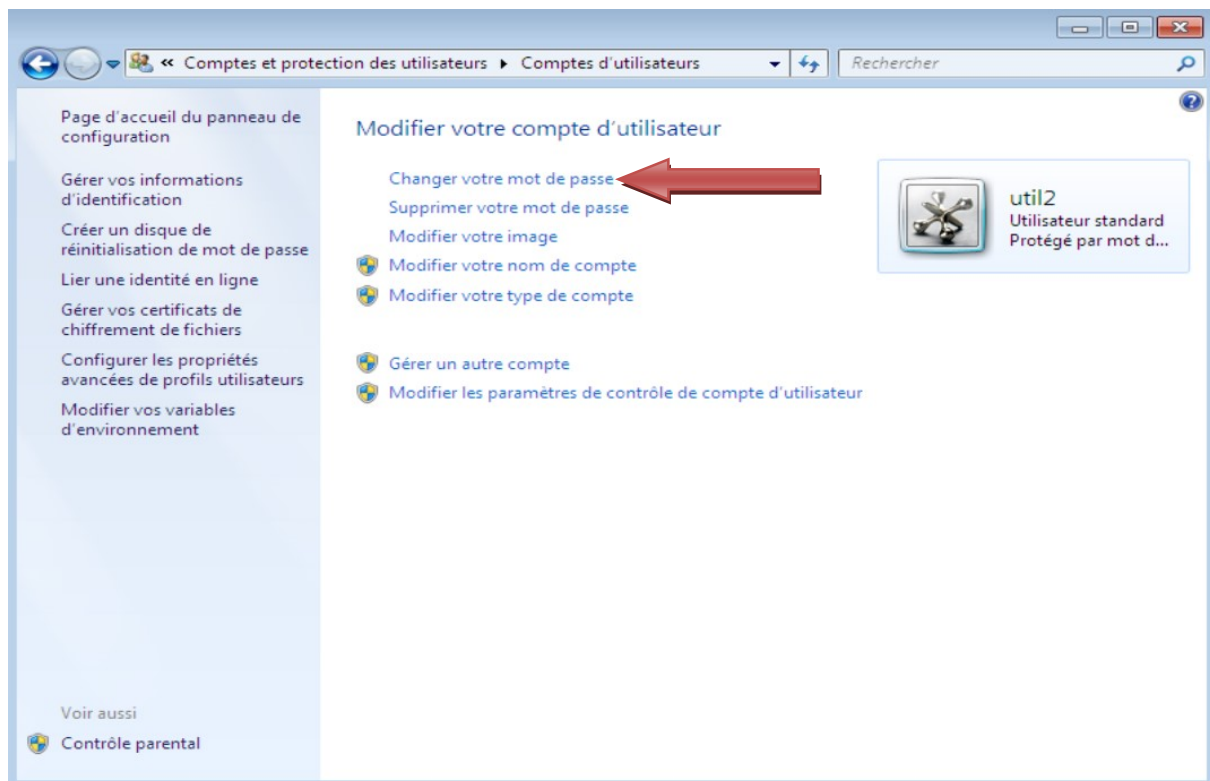 « Comptes et protection des utilisateurs ▸ Comptes d'utilisateurs
Rechercher
Page d'accueil du panneau de
configuration
Gérer vos informations
d'identification
Créer un disque de
réinitialisation de mot de passe
Lier une identité en ligne
Gérer vos certificats de
chiffrement de fichiers
Configurer les propriétés
avancées de profils utilisateurs
Modifier vos variables
d'environnement
Voir aussi
Contrôle parental
Modifier votre compte d'utilisateur
Changer votre mot de passe
Supprimer votre mot de passe
Modifier votre image
Modifier votre nom de compte
Modifier votre type de compte
Gérer un autre compte
Modifier les paramètres de contrôle de compte d'utilisateur
util2
Utilisateur standard
Protégé par mot d...